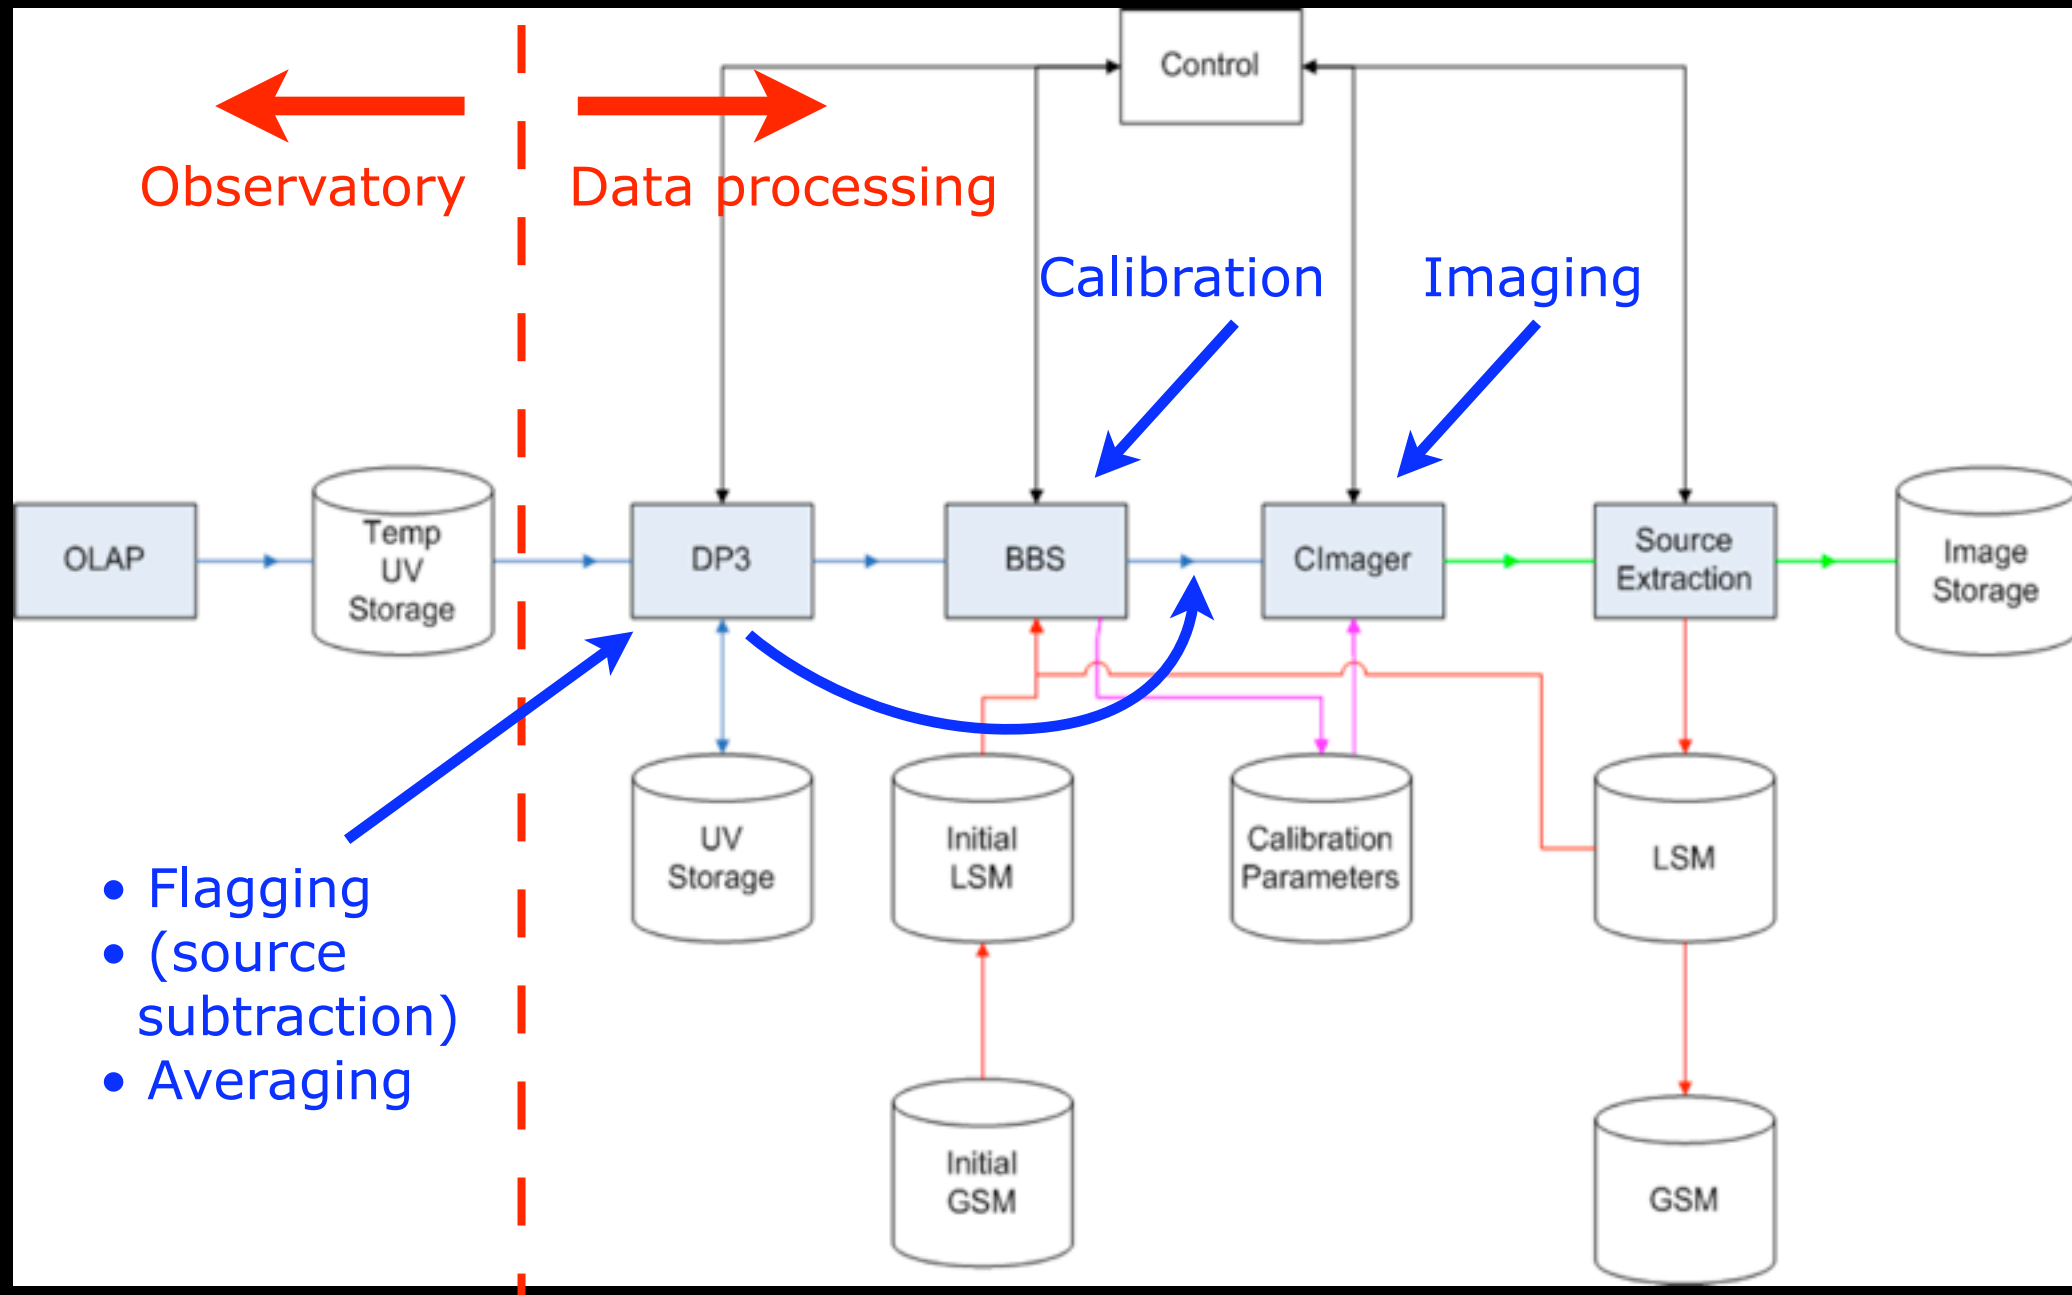 Control
Observatory
Data processing
Calibration
Imaging
OLAP
Temp
UV
Storage
DP3
BBS
CImager
Source
Extraction
Image
Storage
UV
Storage
Initial
LSM
Calibration
Parameters
LSM
• Flagging
• (source
subtraction)
• Averaging
Initial
GSM
GSM